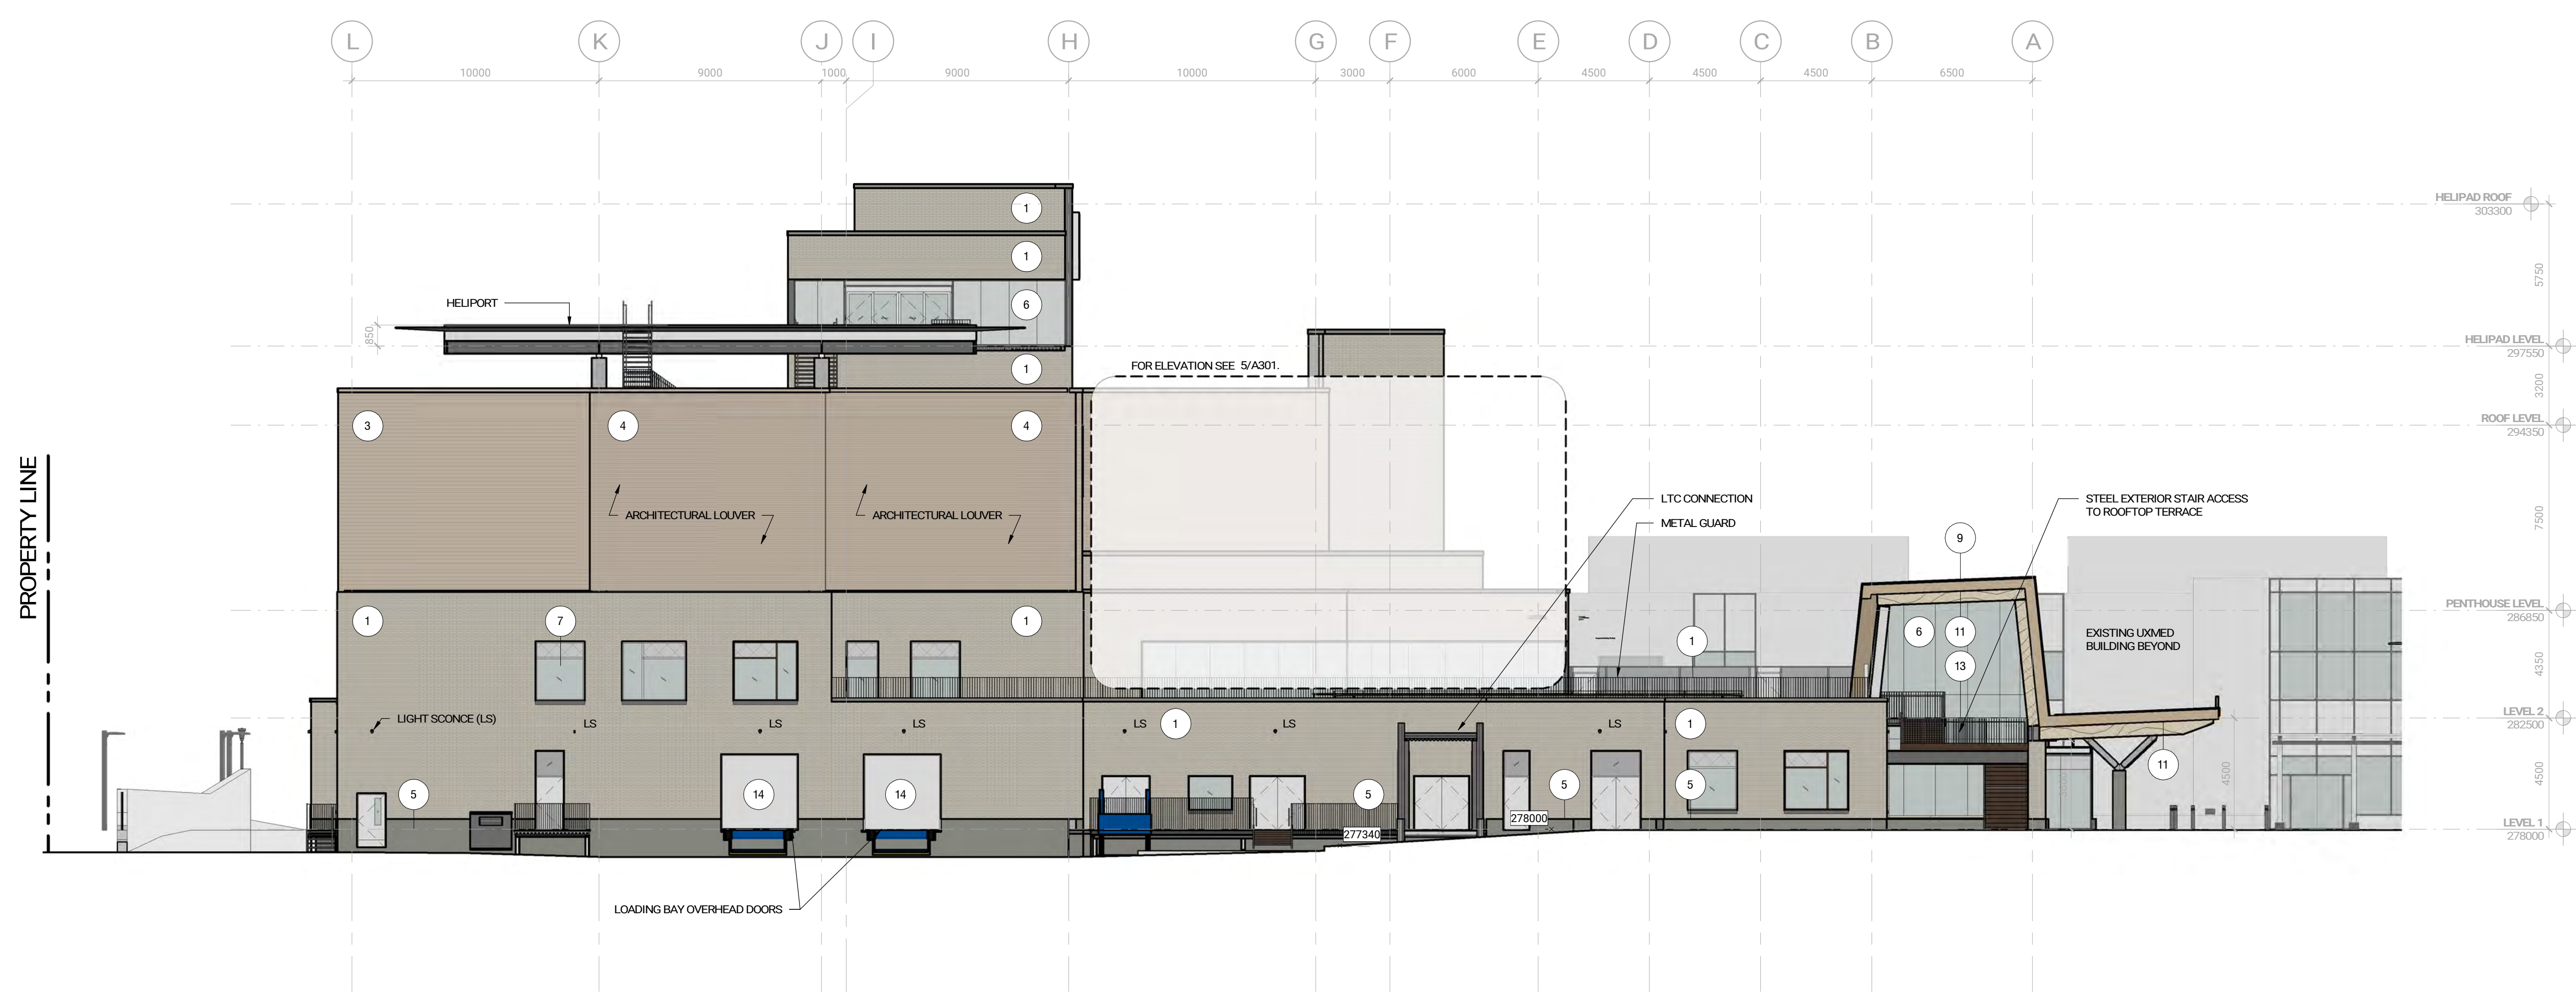 L K J I H G F E D C B A
10000 9000 1000 9000 10000 3000 6000 4500 4500 4500 6500
HELIPAD ROOF
303300
1
1
5750
6
HELIPORT
850
HELIPAD LEVEL
297550
1
FOR ELEVATION SEE 5/A301.
3200
3 4 4
ROOF LEVEL
294350
LTC CONNECTION
STEEL EXTERIOR STAIR ACCESS
TO ROOFTOP TERRACE
ARCHITECTURAL LOUVER ARCHITECTURAL LOUVER
METAL GUARD
7500
9
PROPERTY LINE
PENTHOUSE LEVEL
286850
1 7 1
1 6 11
EXISTING UXMED
BUILDING BEYOND
13
4350
LIGHT SCONCE (LS)
LS LS LS LS 1 LS LS 1
LEVEL 2
282500
11
4500
4500
5 14 14 5 5 5
278000
277340
LEVEL 1
278000
LOADING BAY OVERHEAD DOORS